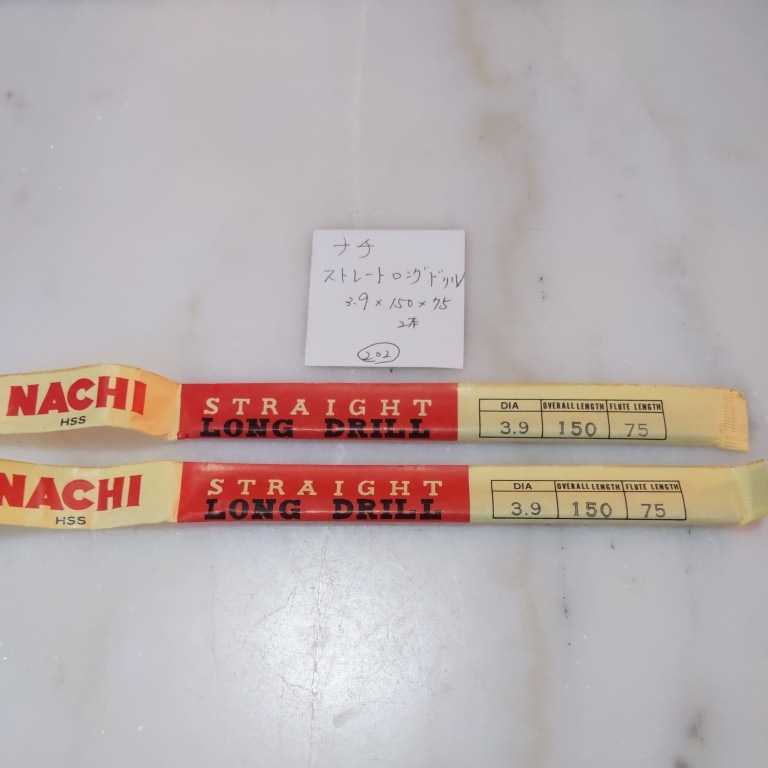 ナチ
ストレートロングドリル
3.9×150×75
2本
202
NACHI
HSS
STRAIGHT
LONG DRILL
DIA OVERALL LENGTH FLUTE LENGTH
3.9 150 75
NACHI
HSS
STRAIGHT
LONG DRILL
DIA OVERALL LENGTH FLUTE LENGTH
3.9 150 75